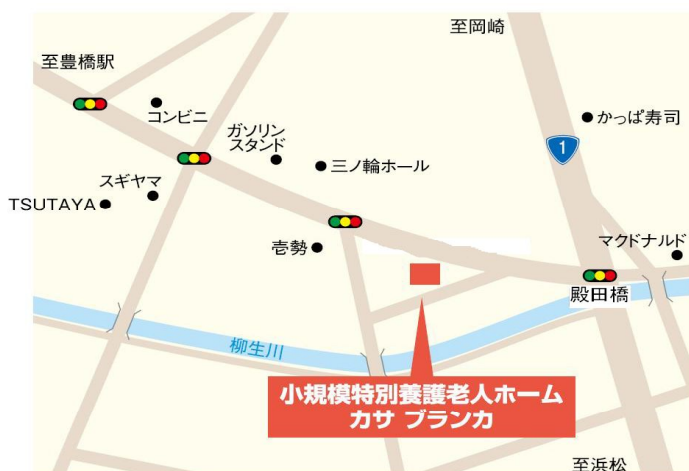 至岡崎
至豊橋駅
コンビニ
かっぱ寿司
ガソリン
スタンド
1
三ノ輪ホール
スギヤマ
TSUTAYA
壱勢
マクドナルド
殿田橋
柳生川
小規模特別養護老人ホーム
カサ ブランカ
至浜松